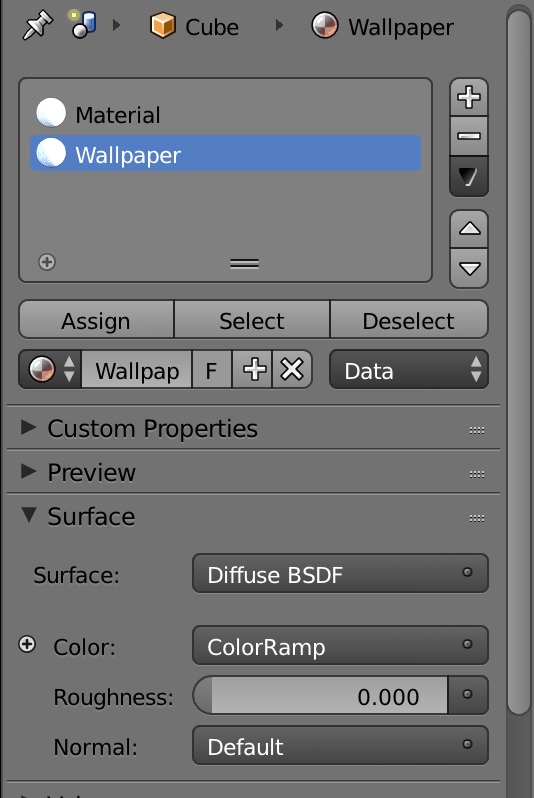 Cube Wallpaper
Material
Wallpaper
Assign Select Deselect
Wallpap F Data
Custom Properties
Preview
Surface
Surface: Diffuse BSDF
Color: ColorRamp
Roughness: 0.000
Normal: Default